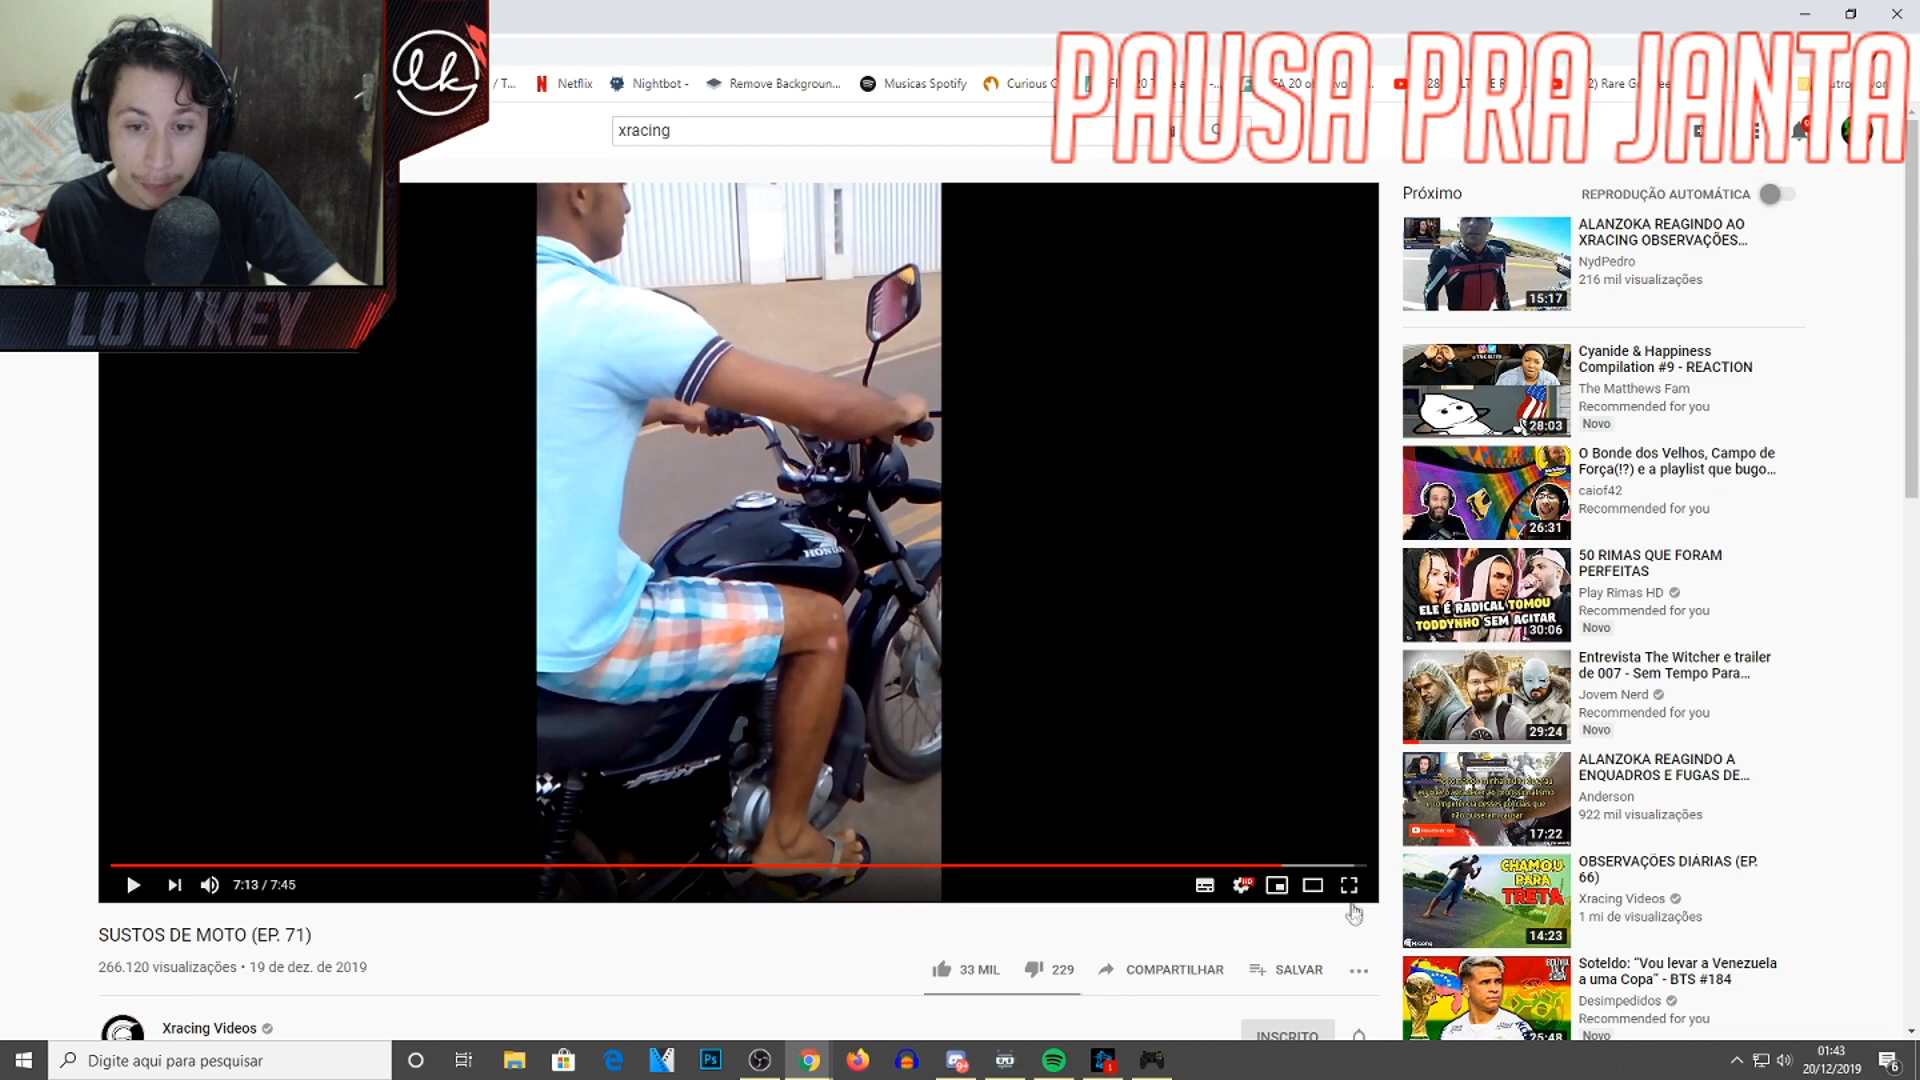 PAUSA PRA JANTA
lk
LOWKEY
/ T...
Netflix
Nightbot -
Remove Backgroun...
Musicas Spotify
xracing
HONDA
7:13 / 7:45
HD
SUSTOS DE MOTO (EP. 71)
266.120 visualizações • 19 de dez. de 2019
33 MIL
229
COMPARTILHAR
SALVAR
Xracing Videos
INSCRITO
Próximo
REPRODUÇÃO AUTOMÁTICA
ALANZOKA REAGINDO AO
XRACING OBSERVAÇÕES...
NydPedro
216 mil visualizações
15:17
Cyanide & Happiness
Compilation #9 - REACTION
The Matthews Fam
Recommended for you
Novo
28:03
O Bonde dos Velhos, Campo de
Força(!?) e a playlist que bugo...
caiof42
Recommended for you
26:31
50 RIMAS QUE FORAM
PERFEITAS
Play Rimas HD
Recommended for you
Novo
ELE É RADICAL TOMOU
TODDYNHO SEM AGITAR
30:06
Entrevista The Witcher e trailer
de 007 - Sem Tempo Para...
Jovem Nerd
Recommended for you
Novo
29:24
ALANZOKA REAGINDO A
ENQUADROS E FUGAS DE...
Anderson
922 mil visualizações
17:22
OBSERVAÇÕES DIÁRIAS (EP.
66)
Xracing Videos
1 mi de visualizações
CHAMOU
PARA
TRETA
14:23
Soteldo: “Vou levar a Venezuela
a uma Copa” - BTS #184
Desimpedidos
Recommended for you
Novo
25:48
Digite aqui para pesquisar
Ps
01:43
20/12/2019
6